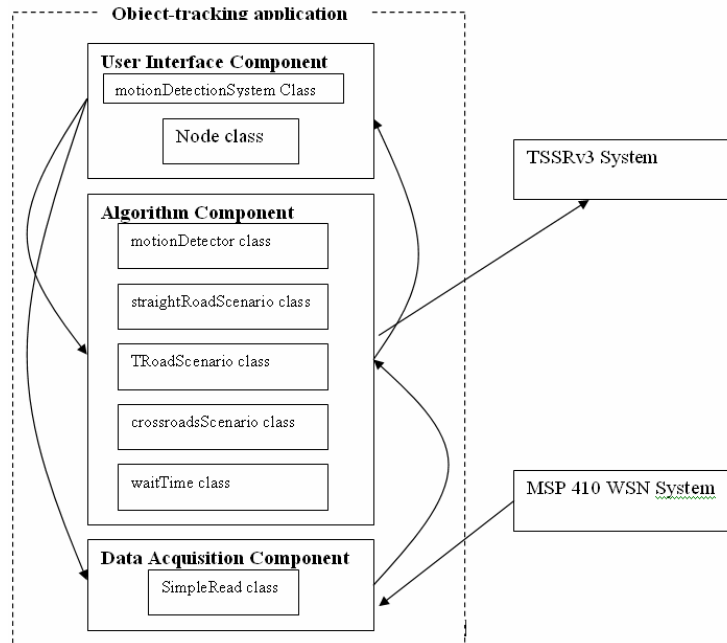 Object-tracking application
User Interface Component
motionDetectionSystem Class
Node class
TSSRv3 System
Algorithm Component
motionDetector class
straightRoadScenario class
TRoadScenario class
crossroadsScenario class
waitTime class
MSP 410 WSN System
Data Acquisition Component
SimpleRead class